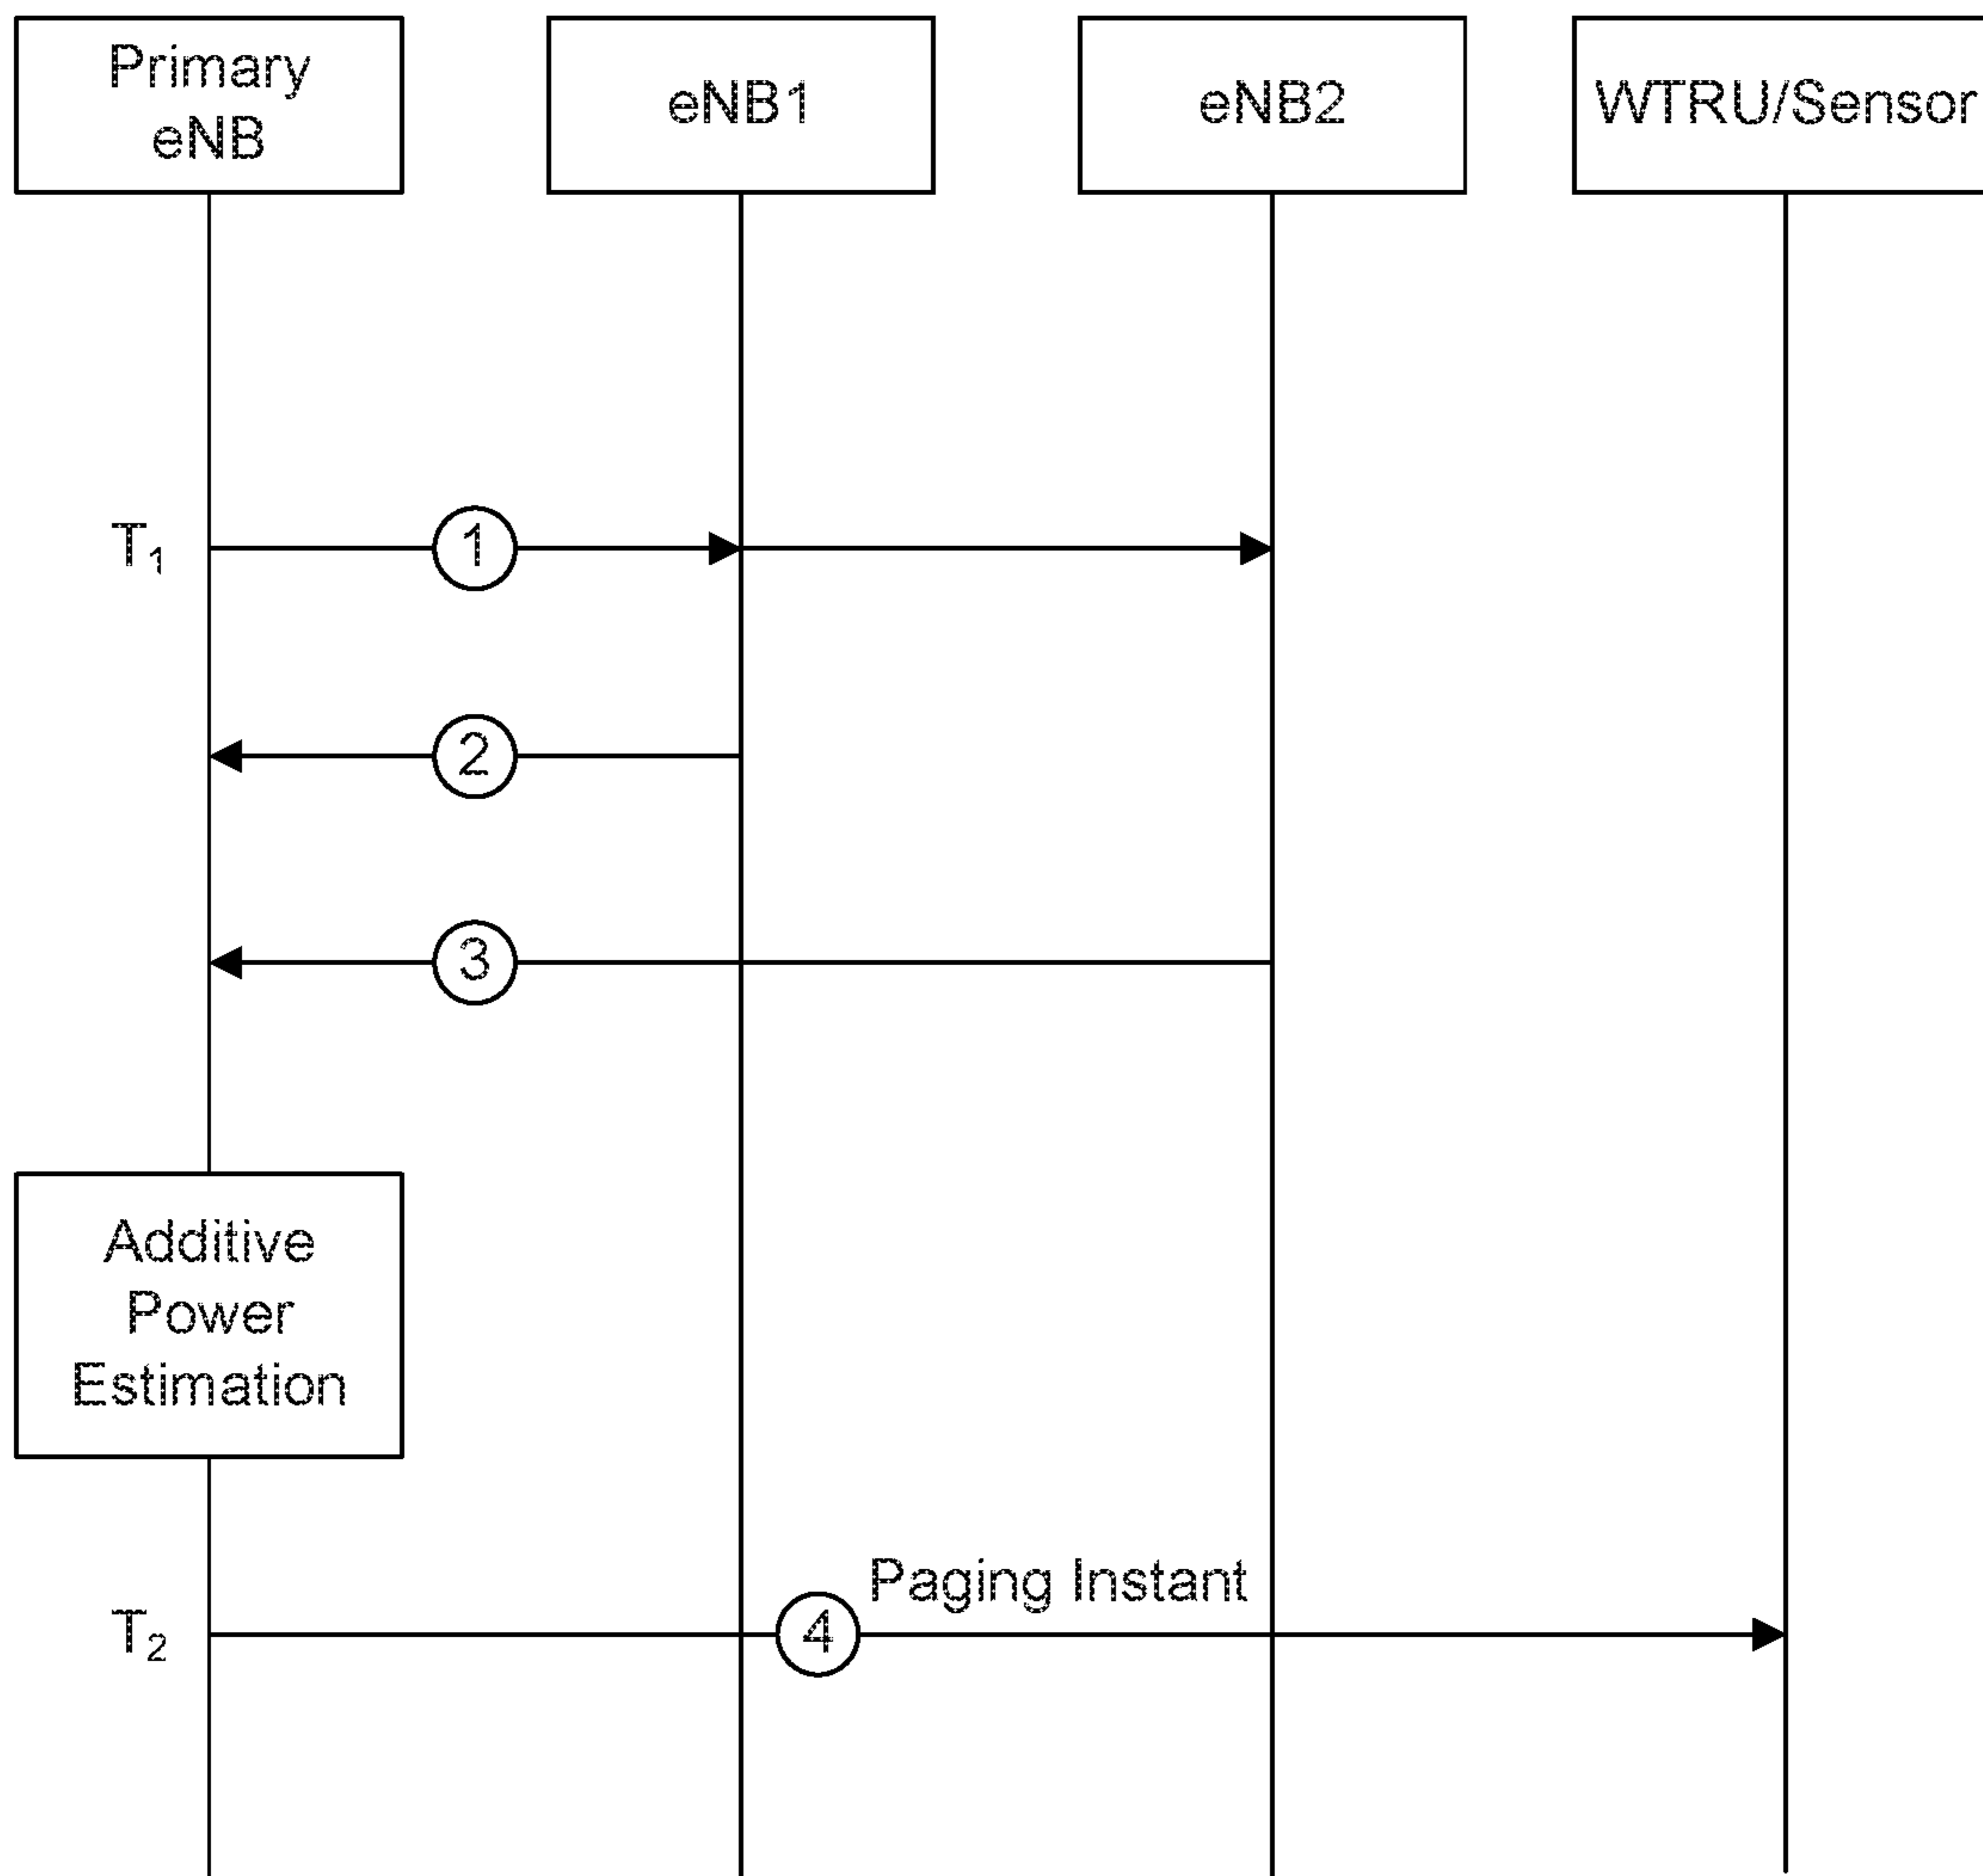 Primary
eNB
eNB1
eNB2
WTRU/Sensor
T₁
1
2
3
Additive
Power
Estimation
Paging Instant
T₂
4